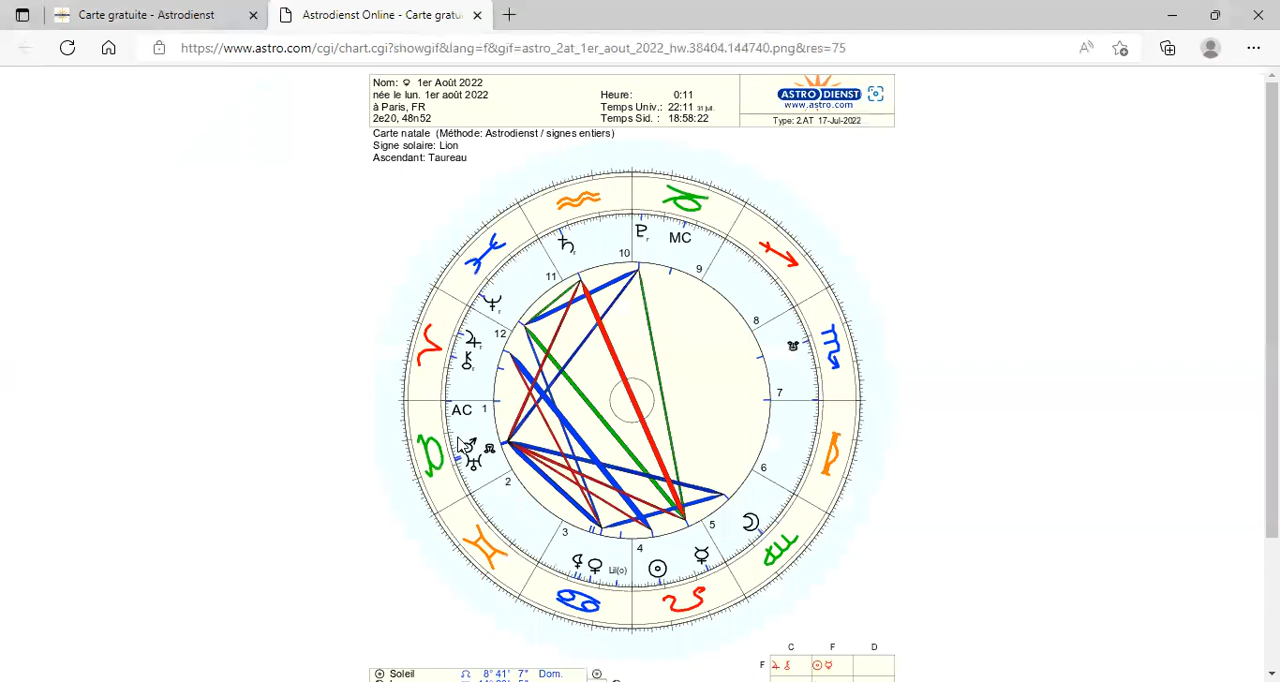 Carte gratuite - Astrodienst
Astrodienst Online - Carte gratu
https://www.astro.com/cgi/chart.cgi?showgif&lang=f&gif=astro_2at_1er_aout_2022_hw.38404.144740.png&res=75
Nom: ♀ 1er Août 2022
née le lun. 1er août 2022
à Paris, FR
2e20, 48n52
Heure: 0:11
Temps Univ.: 22:11 31 jul.
Temps Sid. : 18:58:22
ASTRO DIENST
www.astro.com
Type: 2.AT 17-Jul-2022
Carte natale (Méthode: Astrodienst / signes entiers)
Signe solaire: Lion
Ascendant: Taureau
MC
10
9
11
8
12
AC
1
7
6
2
5
3
4
Lil(o)
C F D
F
Soleil 8°41' 7" Dom.